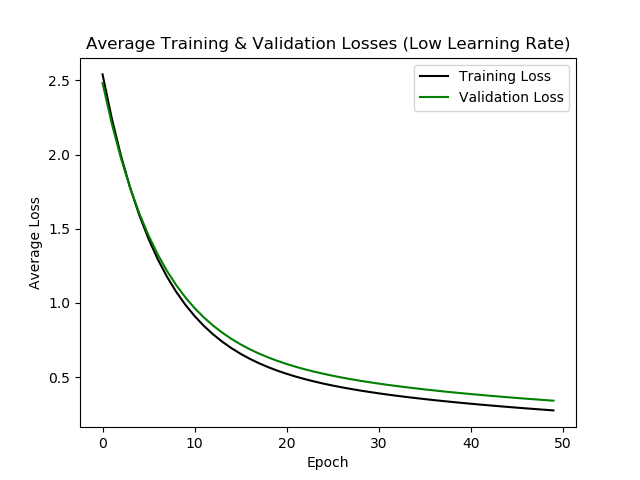 Average Training & Validation Losses (Low Learning Rate)
Training Loss
Validation Loss
Average Loss
2.5
2.0
1.5
1.0
0.5
0 10 20 30 40 50
Epoch